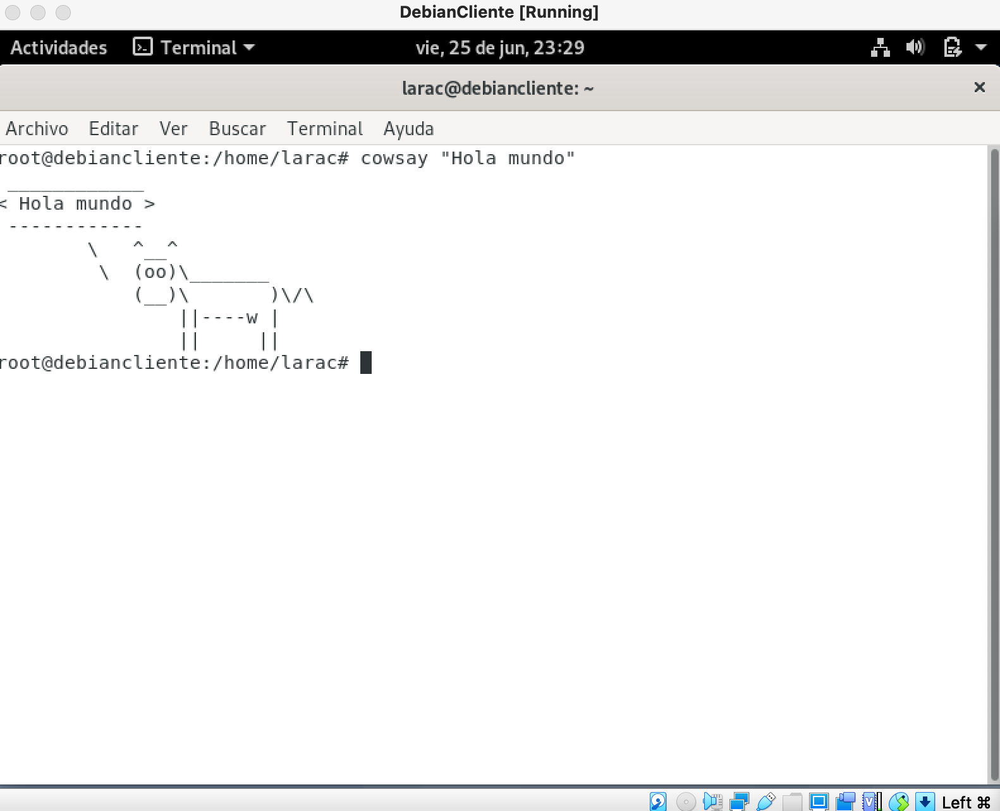 DebianCliente [Running]
Actividades Terminal vie, 25 de jun, 23:29
larac@debiancliente: ~ ×
Archivo Editar Ver Buscar Terminal Ayuda
root@debiancliente:/home/larac# cowsay "Hola mundo"
 ____________
< Hola mundo >
 ------------
        \   ^__^
         \  (oo)\_______
            (__)\       )\/\
                ||----w |
                ||     ||
root@debiancliente:/home/larac#
Left ⌘